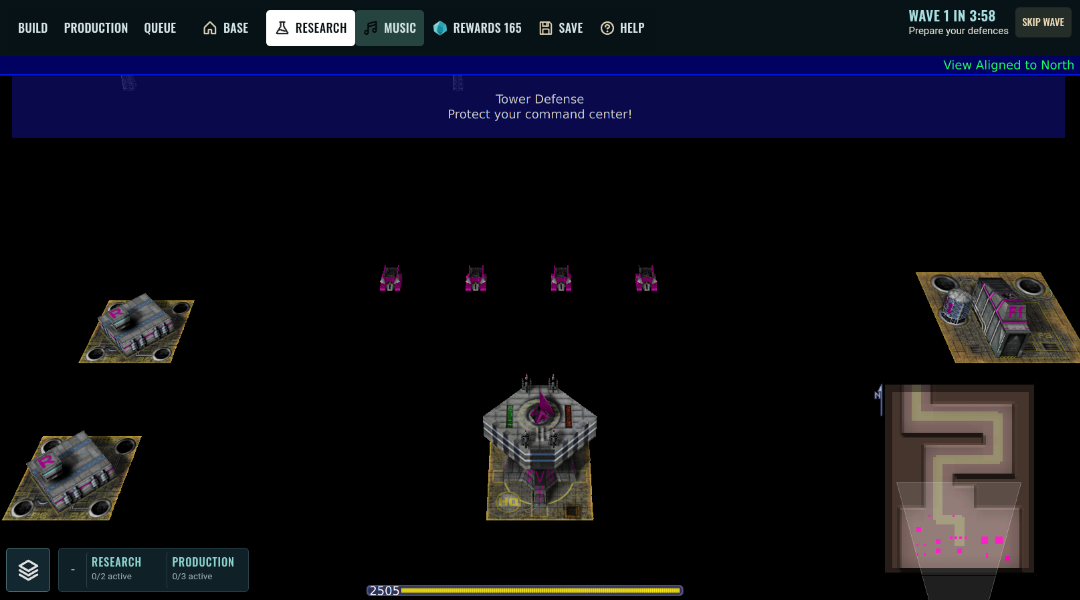 BUILD PRODUCTION QUEUE BASE RESEARCH MUSIC REWARDS 165 SAVE HELP
WAVE 1 IN 3:58
Prepare your defences
SKIP WAVE
View Aligned to North
Tower Defense
Protect your command center!
R
Ff
R
HQ
N
- RESEARCH PRODUCTION
0/2 active 0/3 active
2505